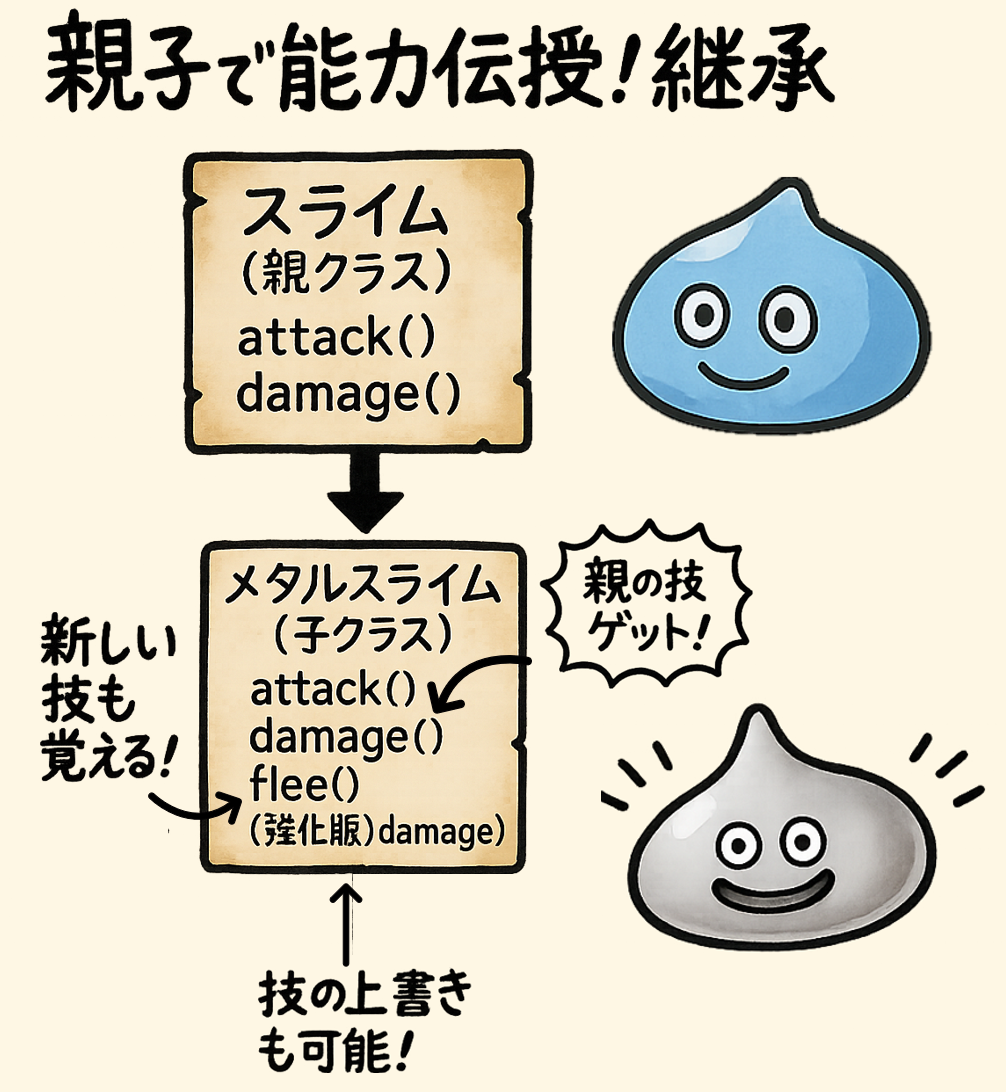 親子で能力伝授!継承
スライム
(親クラス)
attack()
damage()
メタルスライム
(子クラス)
attack()
damage()
flee()
(強化版)damage)
親の技
ゲット!
新しい
技も
覚える!
技の上書き
も可能!